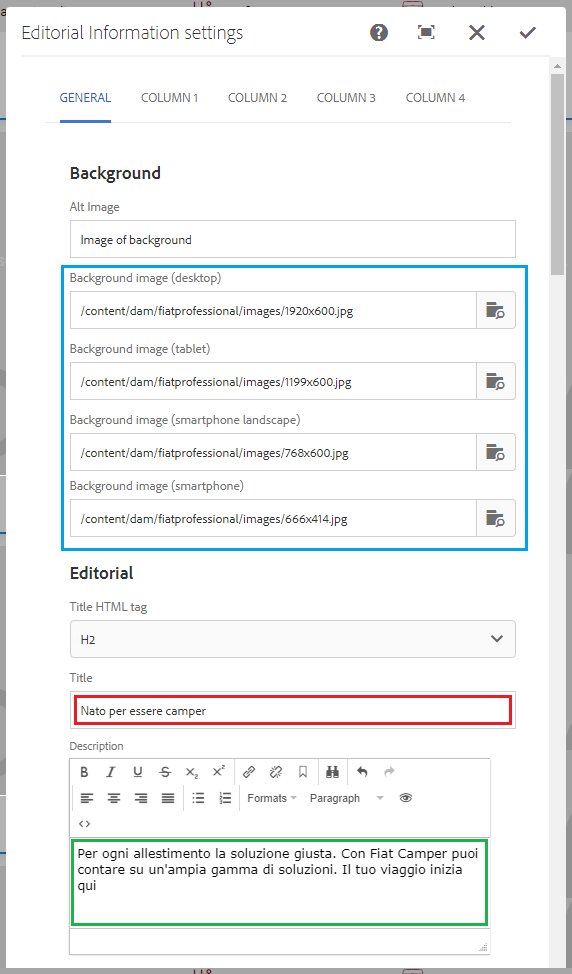 Editorial Information settings
GENERAL COLUMN 1 COLUMN 2 COLUMN 3 COLUMN 4
Background
Alt Image
Image of background
Background image (desktop)
/content/dam/fiatprofessional/images/1920x600.jpg
Background image (tablet)
/content/dam/fiatprofessional/images/1199x600.jpg
Background image (smartphone landscape)
/content/dam/fiatprofessional/images/768x600.jpg
Background image (smartphone)
/content/dam/fiatprofessional/images/666x414.jpg
Editorial
Title HTML tag
H2
Title
Nato per essere camper
Description
B I U S X₂ X²
Formats Paragraph
Per ogni allestimento la soluzione giusta. Con Fiat Camper puoi
contare su un'ampia gamma di soluzioni. Il tuo viaggio inizia
qui